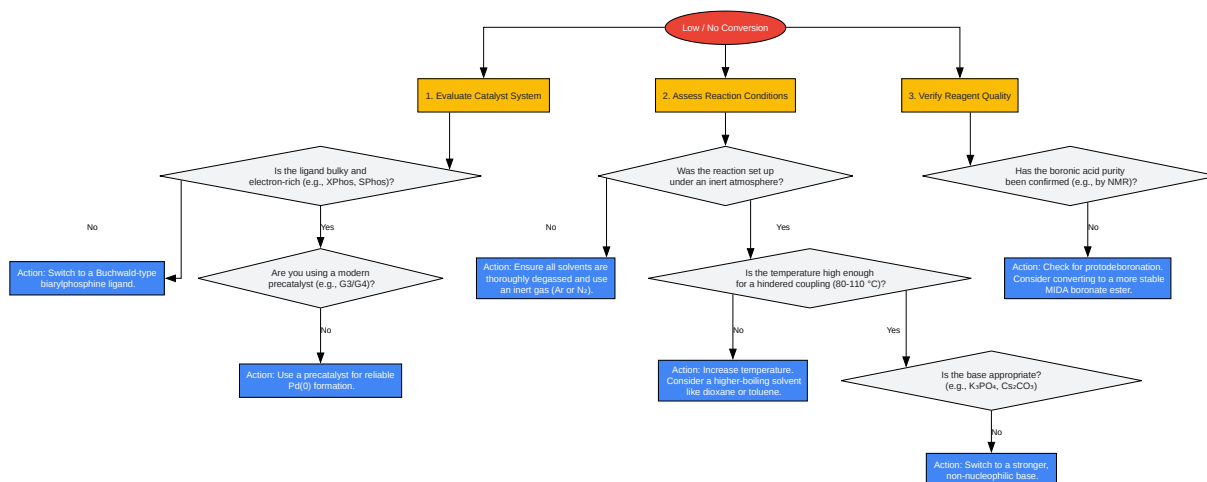 Low / No Conversion
1. Evaluate Catalyst System
2. Assess Reaction Conditions
3. Verify Reagent Quality
Is the ligand bulky and
electron-rich (e.g., XPhos, SPhos)?
Was the reaction set up
under an inert atmosphere?
Has the boronic acid purity
been confirmed (e.g., by NMR)?
No
Yes
No
Yes
No
Action: Switch to a Buchwald-type
biarylphosphine ligand.
Are you using a modern
precatalyst (e.g., G3/G4)?
Action: Ensure all solvents are
thoroughly degassed and use
an inert gas (Ar or N₂).
Is the temperature high enough
for a hindered coupling (80-110 °C)?
Action: Check for protodeboronation.
Consider converting to a more stable
MIDA boronate ester.
No
No
Yes
Action: Use a precatalyst for reliable
Pd(0) formation.
Action: Increase temperature.
Consider a higher-boiling solvent
like dioxane or toluene.
Is the base appropriate?
(e.g., K₃PO₄, Cs₂CO₃)
No
Action: Switch to a stronger,
non-nucleophilic base.